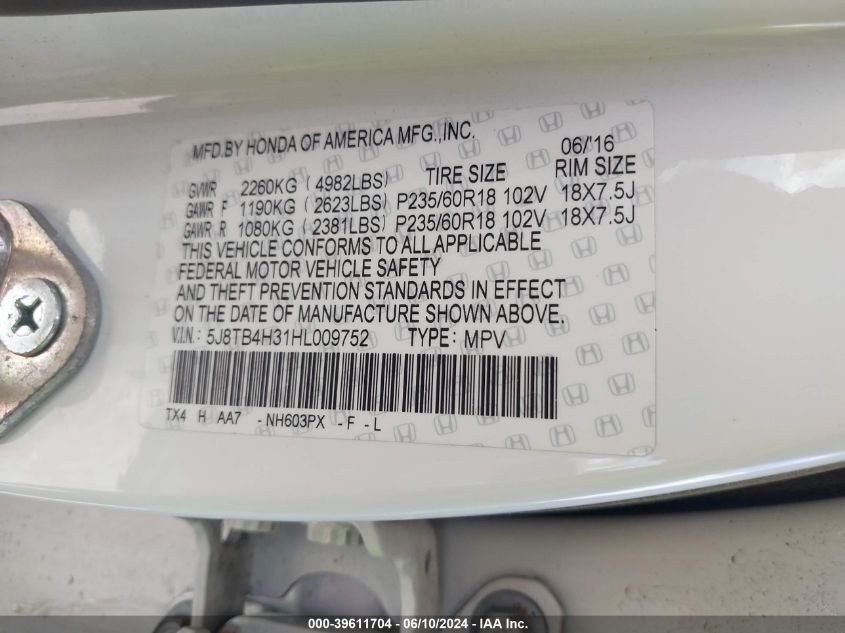 MFD.BY HONDA OF AMERICA MFG.,INC. 06/'16
GVWR 2260KG (4982LBS) TIRE SIZE RIM SIZE
GAWR F 1190KG (2623LBS) P235/60R18 102V 18X7.5J
GAWR R 1080KG (2381LBS) P235/60R18 102V 18X7.5J
THIS VEHICLE CONFORMS TO ALL APPLICABLE
FEDERAL MOTOR VEHICLE SAFETY
AND THEFT PREVENTION STANDARDS IN EFFECT
ON THE DATE OF MANUFACTURE SHOWN ABOVE.
V.I.N.: 5J8TB4H31HL009752 TYPE: MPV
TX4 H AA7 -NH603PX -F -L
000-39611704 - 06/10/2024 - IAA Inc.